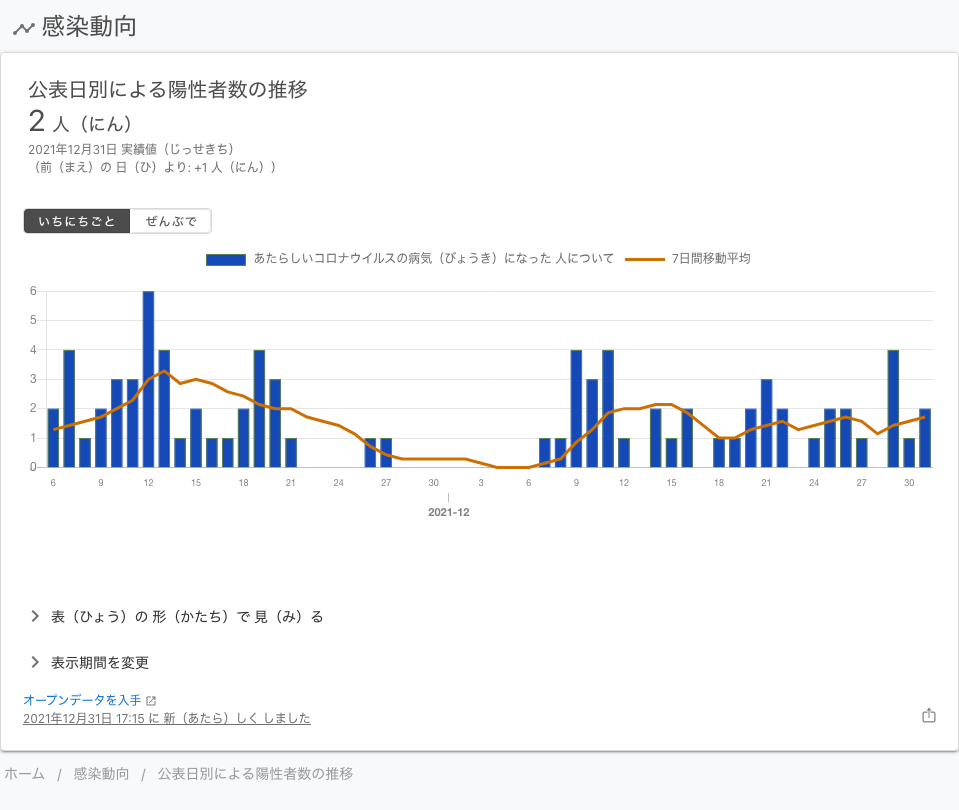 感染動向
公表日別による陽性者数の推移
2 人（にん）
2021年12月31日 実績値（じっせきち）
（前（まえ）の 日（ひ）より: +1 人（にん））
いちにちごと ぜんぶで
あたらしいコロナウイルスの病気（びょうき）になった 人について 7日間移動平均
6
5
4
3
2
1
0
6 9 12 15 18 21 24 27 30 3 6 9 12 15 18 21 24 27 30
2021-12
表（ひょう）の 形（かたち）で 見（み）る
表示期間を変更
オープンデータを入手
2021年12月31日 17:15 に 新（あたら）しく しました
ホーム / 感染動向 / 公表日別による陽性者数の推移